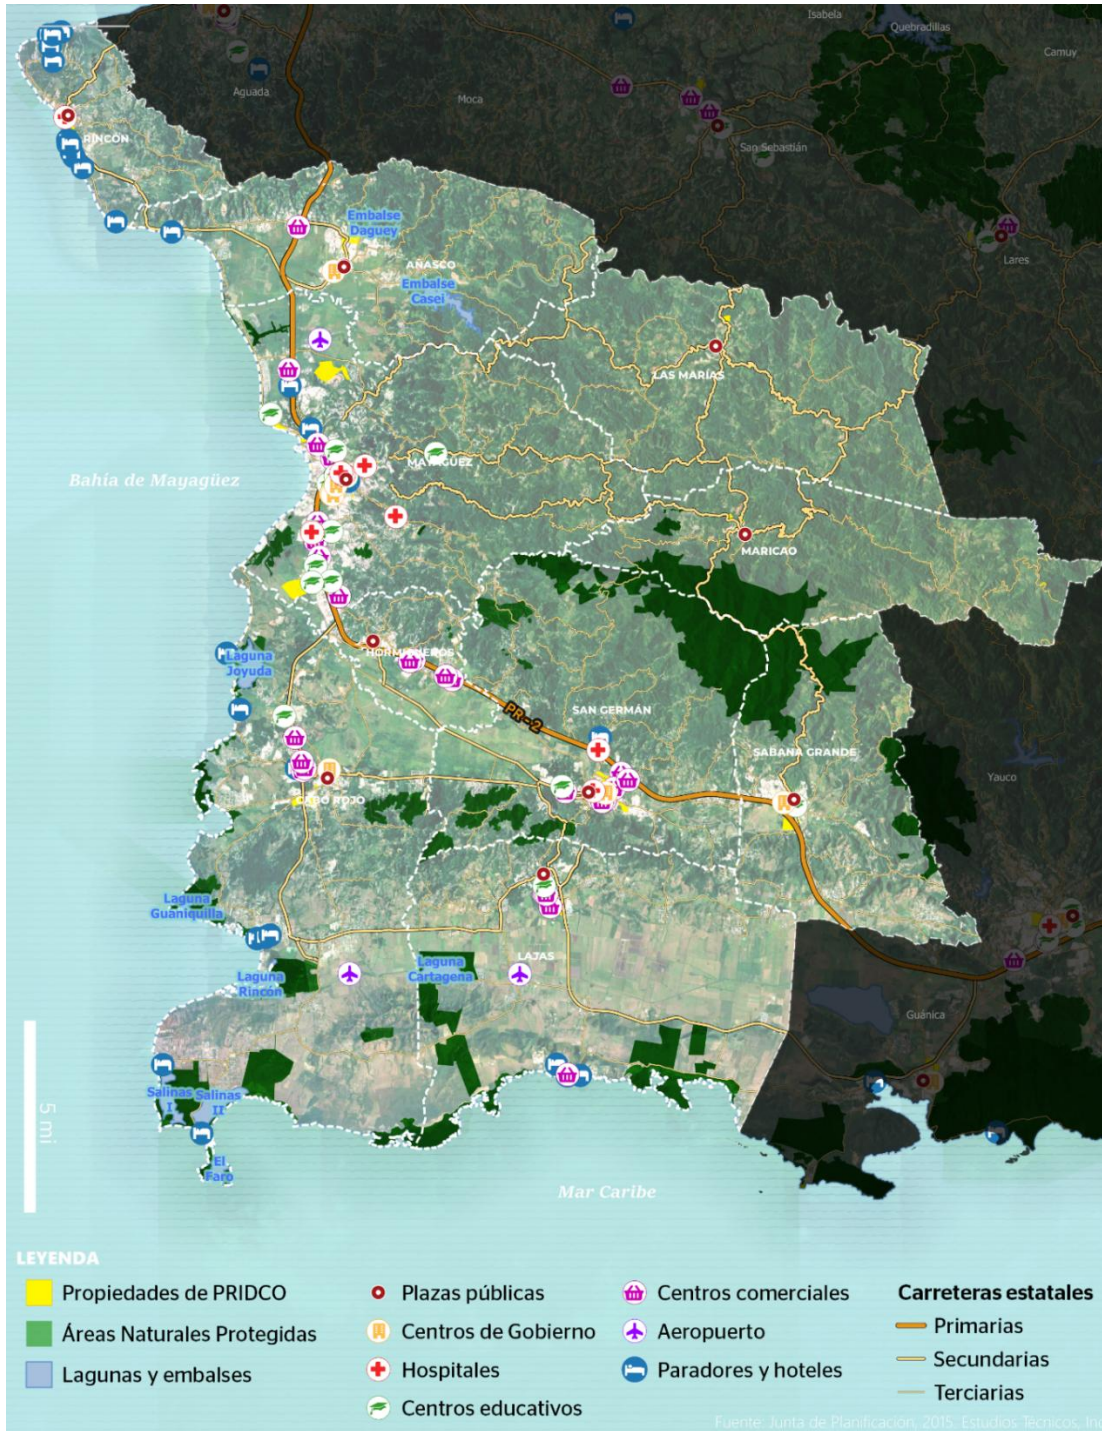 Isabela
Quebradillas
Camuy
Aguada
Moca
RINCÓN
San Sebastián
Embalse
Daguey
Lares
AÑASCO
Embalse
Casei
LAS MARÍAS
MAYAGÜEZ
Bahía de Mayagüez
MARICAO
HORMIGUEROS
Laguna
Joyuda
PR-2
SAN GERMÁN
SABANA GRANDE
Yauco
CABO ROJO
Laguna
Guaniquilla
LAJAS
Laguna
Cartagena
Laguna
Rincón
Guánica
Salinas
I
Salinas
II
5 mi
El
Faro
Mar Caribe
LEYENDA
Propiedades de PRIDCO
Áreas Naturales Protegidas
Lagunas y embalses
Plazas públicas
Centros de Gobierno
Hospitales
Centros educativos
Centros comerciales
Aeropuerto
Paradores y hoteles
Carreteras estatales
Primarias
Secundarias
Terciarias
Fuente: Junta de Planificación, 2015. Estudios Técnicos, Inc